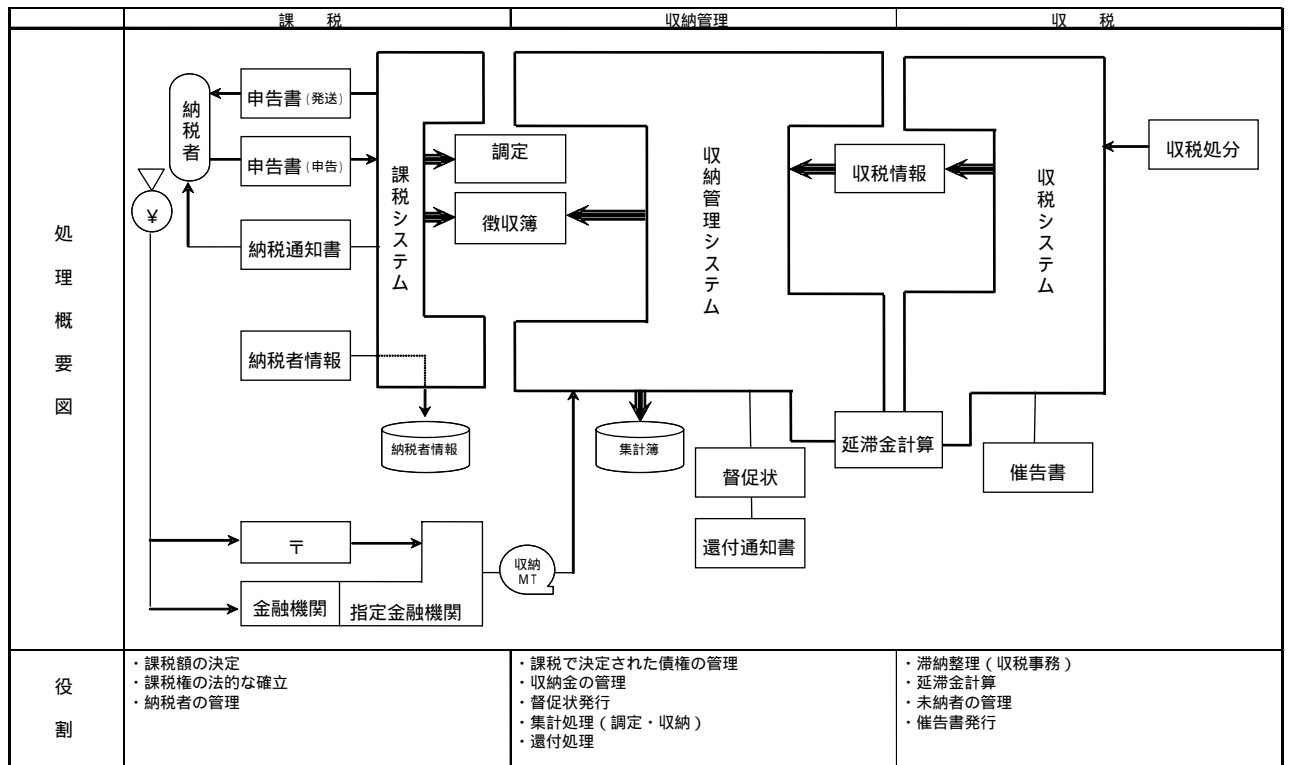 課　税
収納管理
収　税
処理概要図
納税者
申告書(発送)
申告書(申告)
納税通知書
納税者情報
課税システム
調定
徴収簿
収納管理システム
収税情報
収税システム
収税処分
¥
納税者情報
集計簿
督促状
還付通知書
延滞金計算
催告書
〒
金融機関
指定金融機関
収納
MT
役割
・課税額の決定
・課税権の法的な確立
・納税者の管理
・課税で決定された債権の管理
・収納金の管理
・督促状発行
・集計処理（調定・収納）
・還付処理
・滞納整理（収税事務）
・延滞金計算
・未納者の管理
・催告書発行